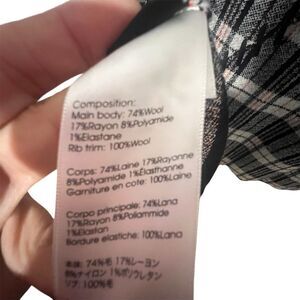 Composition:
Main body: 74%Wool
17%Rayon 8%Polyamide
1%Elastane
Rib trim: 100%Wool
Corps: 74%Laine 17%Rayonne
8%Polyamide 1%Elasthanne
Garniture en cote: 100%Laine
Corpo principale: 74%Lana
17%Rayon 8%Poliammide
1%Elastan
Bordure elastiche: 100%Lana
本体: 74%毛 17%レーヨン
8%ナイロン 1%ポリウレタン
リブ: 100%毛